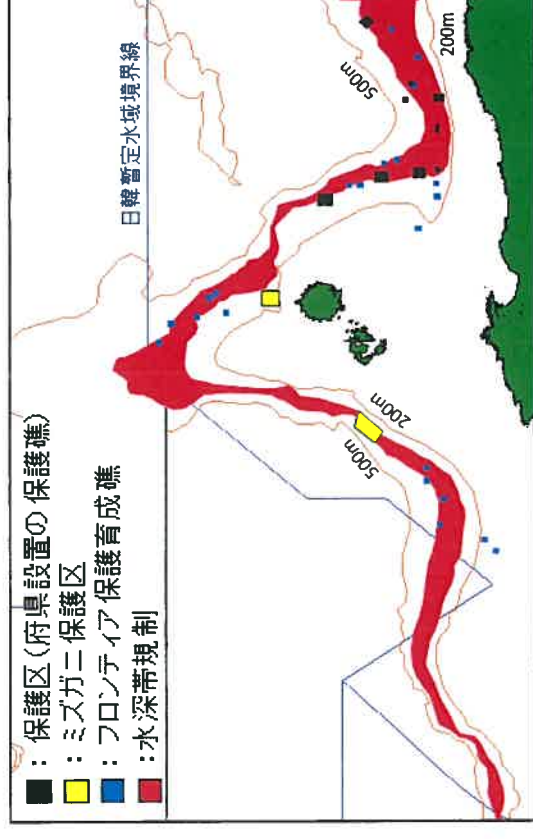 ■：保護区(府県設置の保護礁)
■：ミズガニ保護区
■：フロンティア保護育成礁
■：水深帯規制
日韓暫定水域境界線
500m
200m
500m
200m